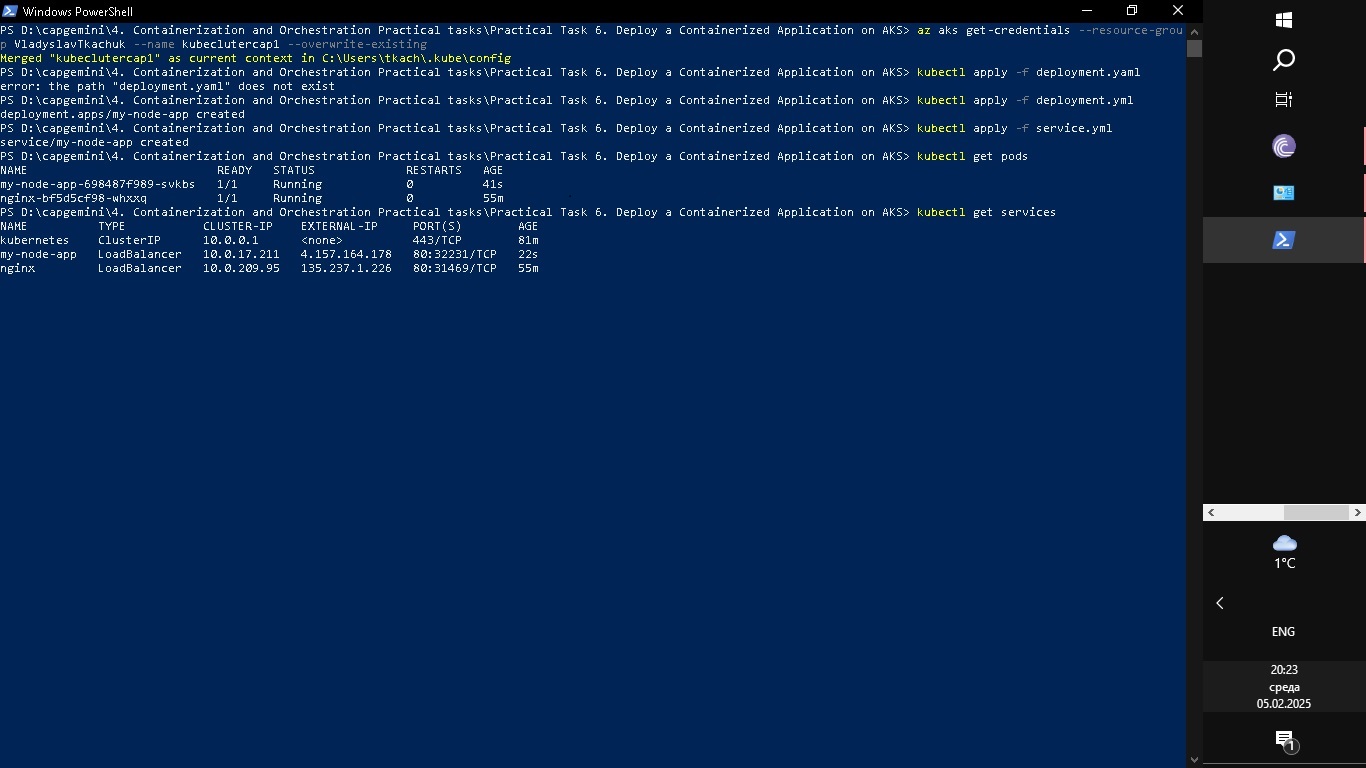 Windows PowerShell
PS D:\capgemini\4. Containerization and Orchestration Practical tasks\Practical Task 6. Deploy a Containerized Application on AKS> az aks get-credentials --resource-grou
p VladyslavTkachuk --name kubeclutercap1 --overwrite-existing
Merged "kubeclutercap1" as current context in C:\Users\tkach\.kube\config
PS D:\capgemini\4. Containerization and Orchestration Practical tasks\Practical Task 6. Deploy a Containerized Application on AKS> kubectl apply -f deployment.yaml
error: the path "deployment.yaml" does not exist
PS D:\capgemini\4. Containerization and Orchestration Practical tasks\Practical Task 6. Deploy a Containerized Application on AKS> kubectl apply -f deployment.yml
deployment.apps/my-node-app created
PS D:\capgemini\4. Containerization and Orchestration Practical tasks\Practical Task 6. Deploy a Containerized Application on AKS> kubectl apply -f service.yml
service/my-node-app created
PS D:\capgemini\4. Containerization and Orchestration Practical tasks\Practical Task 6. Deploy a Containerized Application on AKS> kubectl get pods
NAME READY STATUS RESTARTS AGE
my-node-app-698487f989-svkbs 1/1 Running 0 41s
nginx-bf5d5cf98-whxxq 1/1 Running 0 55m
PS D:\capgemini\4. Containerization and Orchestration Practical tasks\Practical Task 6. Deploy a Containerized Application on AKS> kubectl get services
NAME TYPE CLUSTER-IP EXTERNAL-IP PORT(S) AGE
kubernetes ClusterIP 10.0.0.1 <none> 443/TCP 81m
my-node-app LoadBalancer 10.0.17.211 4.157.164.178 80:32231/TCP 22s
nginx LoadBalancer 10.0.209.95 135.237.1.226 80:31469/TCP 55m
1°C
ENG
20:23
среда
05.02.2025
1